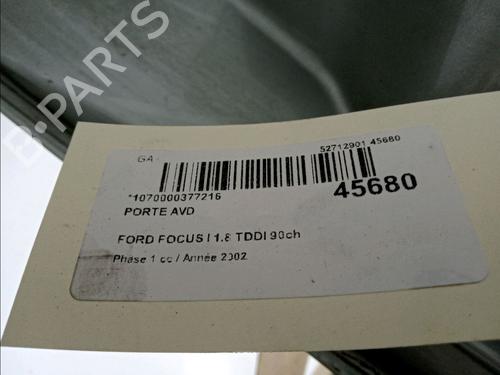 B-PARTS
GA
52712901 45680
*1070000377216
45680
PORTE AVD
FORD FOCUS I 1.8 TDDI 90ch
Phase 1 cc / Année 2002